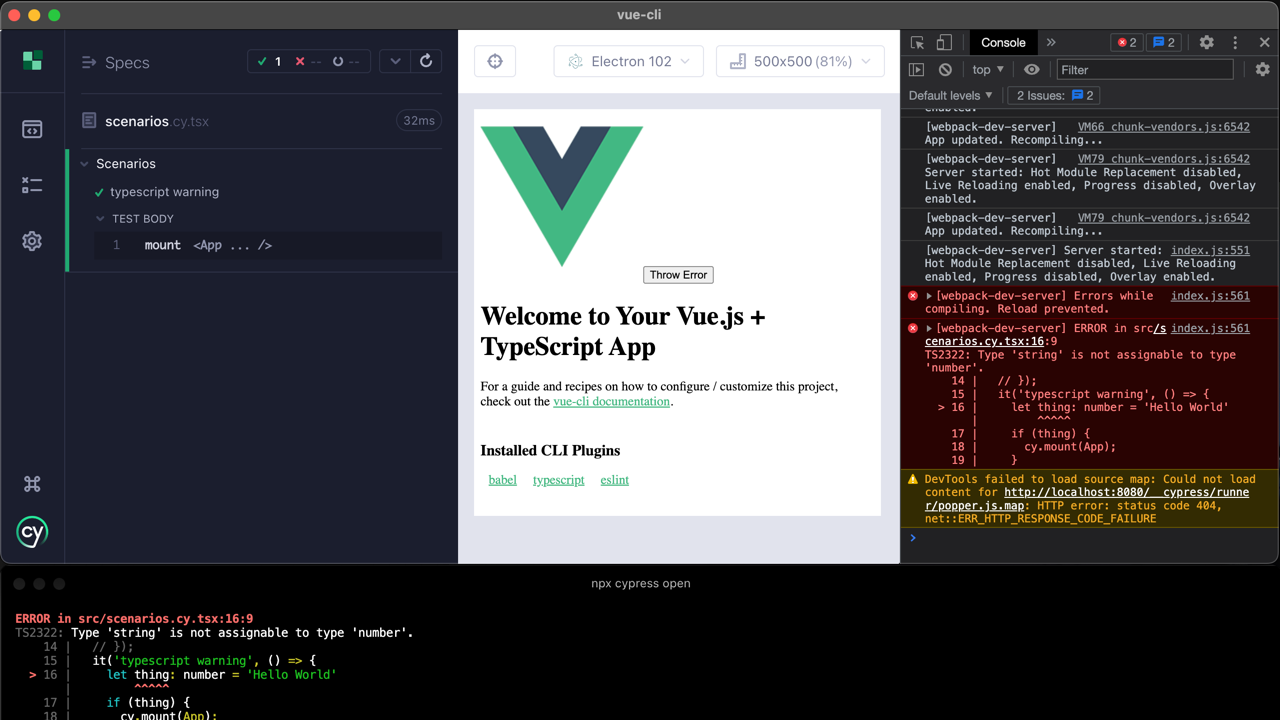 vue-cli
Specs
1
--
--
scenarios.cy.tsx
32ms
Scenarios
typescript warning
TEST BODY
1 mount <App ... />
cy
Electron 102
500x500 (81%)
Throw Error
Welcome to Your Vue.js +
TypeScript App
For a guide and recipes on how to configure / customize this project,
check out the vue-cli documentation.
Installed CLI Plugins
babel typescript eslint
Console
2
2
top
Filter
Default levels
2 Issues: 2
enabled.
[webpack-dev-server] VM66 chunk-vendors.js:6542
App updated. Recompiling...
[webpack-dev-server] VM79 chunk-vendors.js:6542
Server started: Hot Module Replacement disabled,
Live Reloading enabled, Progress disabled, Overlay
enabled.
[webpack-dev-server] VM79 chunk-vendors.js:6542
App updated. Recompiling...
[webpack-dev-server] Server started: index.js:551
Hot Module Replacement disabled, Live Reloading
enabled, Progress disabled, Overlay enabled.
[webpack-dev-server] Errors while index.js:561
compiling. Reload prevented.
[webpack-dev-server] ERROR in src/s index.js:561
cenarios.cy.tsx:16:9
TS2322: Type 'string' is not assignable to type
'number'.
14 | // });
15 | it('typescript warning', () => {
> 16 | let thing: number = 'Hello World'
| ^^^^^
17 | if (thing) {
18 | cy.mount(App);
19 | }
DevTools failed to load source map: Could not load
content for http://localhost:8080/__cypress/runne
r/popper.js.map: HTTP error: status code 404,
net::ERR_HTTP_RESPONSE_CODE_FAILURE
npx cypress open
ERROR in src/scenarios.cy.tsx:16:9
TS2322: Type 'string' is not assignable to type 'number'.
14 | // });
15 | it('typescript warning', () => {
> 16 | let thing: number = 'Hello World'
| ^^^^^
17 | if (thing) {
18 | cy.mount(App);